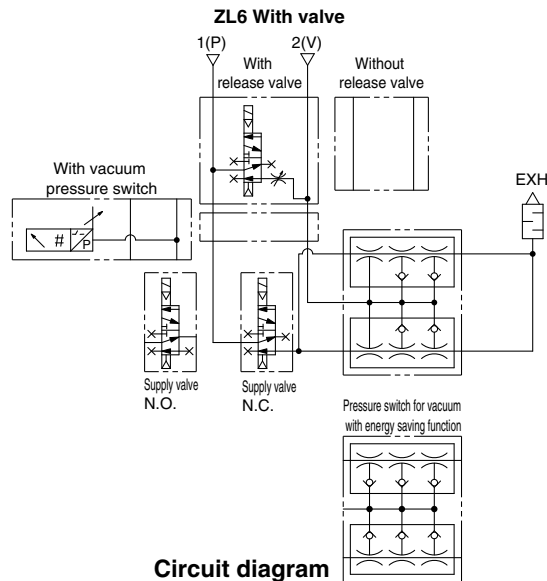 ZL6 With valve
1(P)
2(V)
With
release valve
Without
release valve
With vacuum
pressure switch
EXH
#
P
Supply valve
N.O.
Supply valve
N.C.
Pressure switch for vacuum
with energy saving function
Circuit diagram